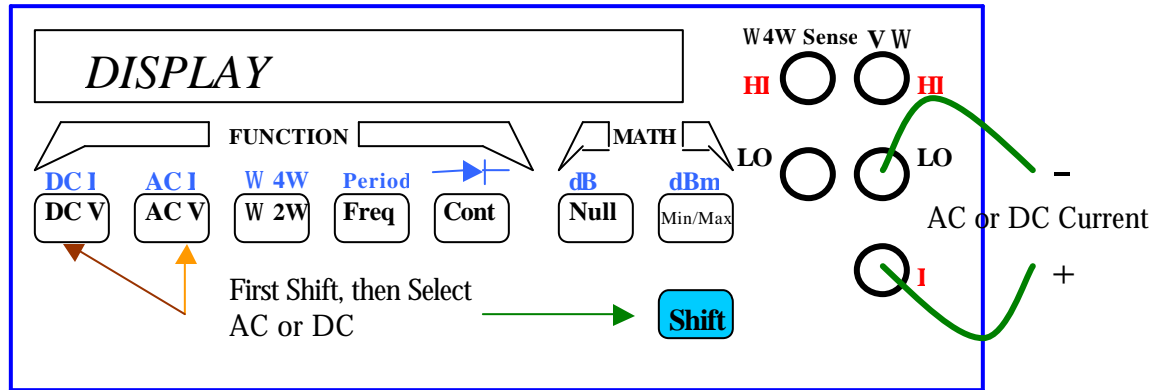 W4W Sense VW
DISPLAY
HI HI
FUNCTION MATH
LO LO
DC I AC I W 4W Period dB dBm
DC V AC V W 2W Freq Cont Null Min/Max
-
AC or DC Current
+
I
First Shift, then Select
AC or DC
Shift